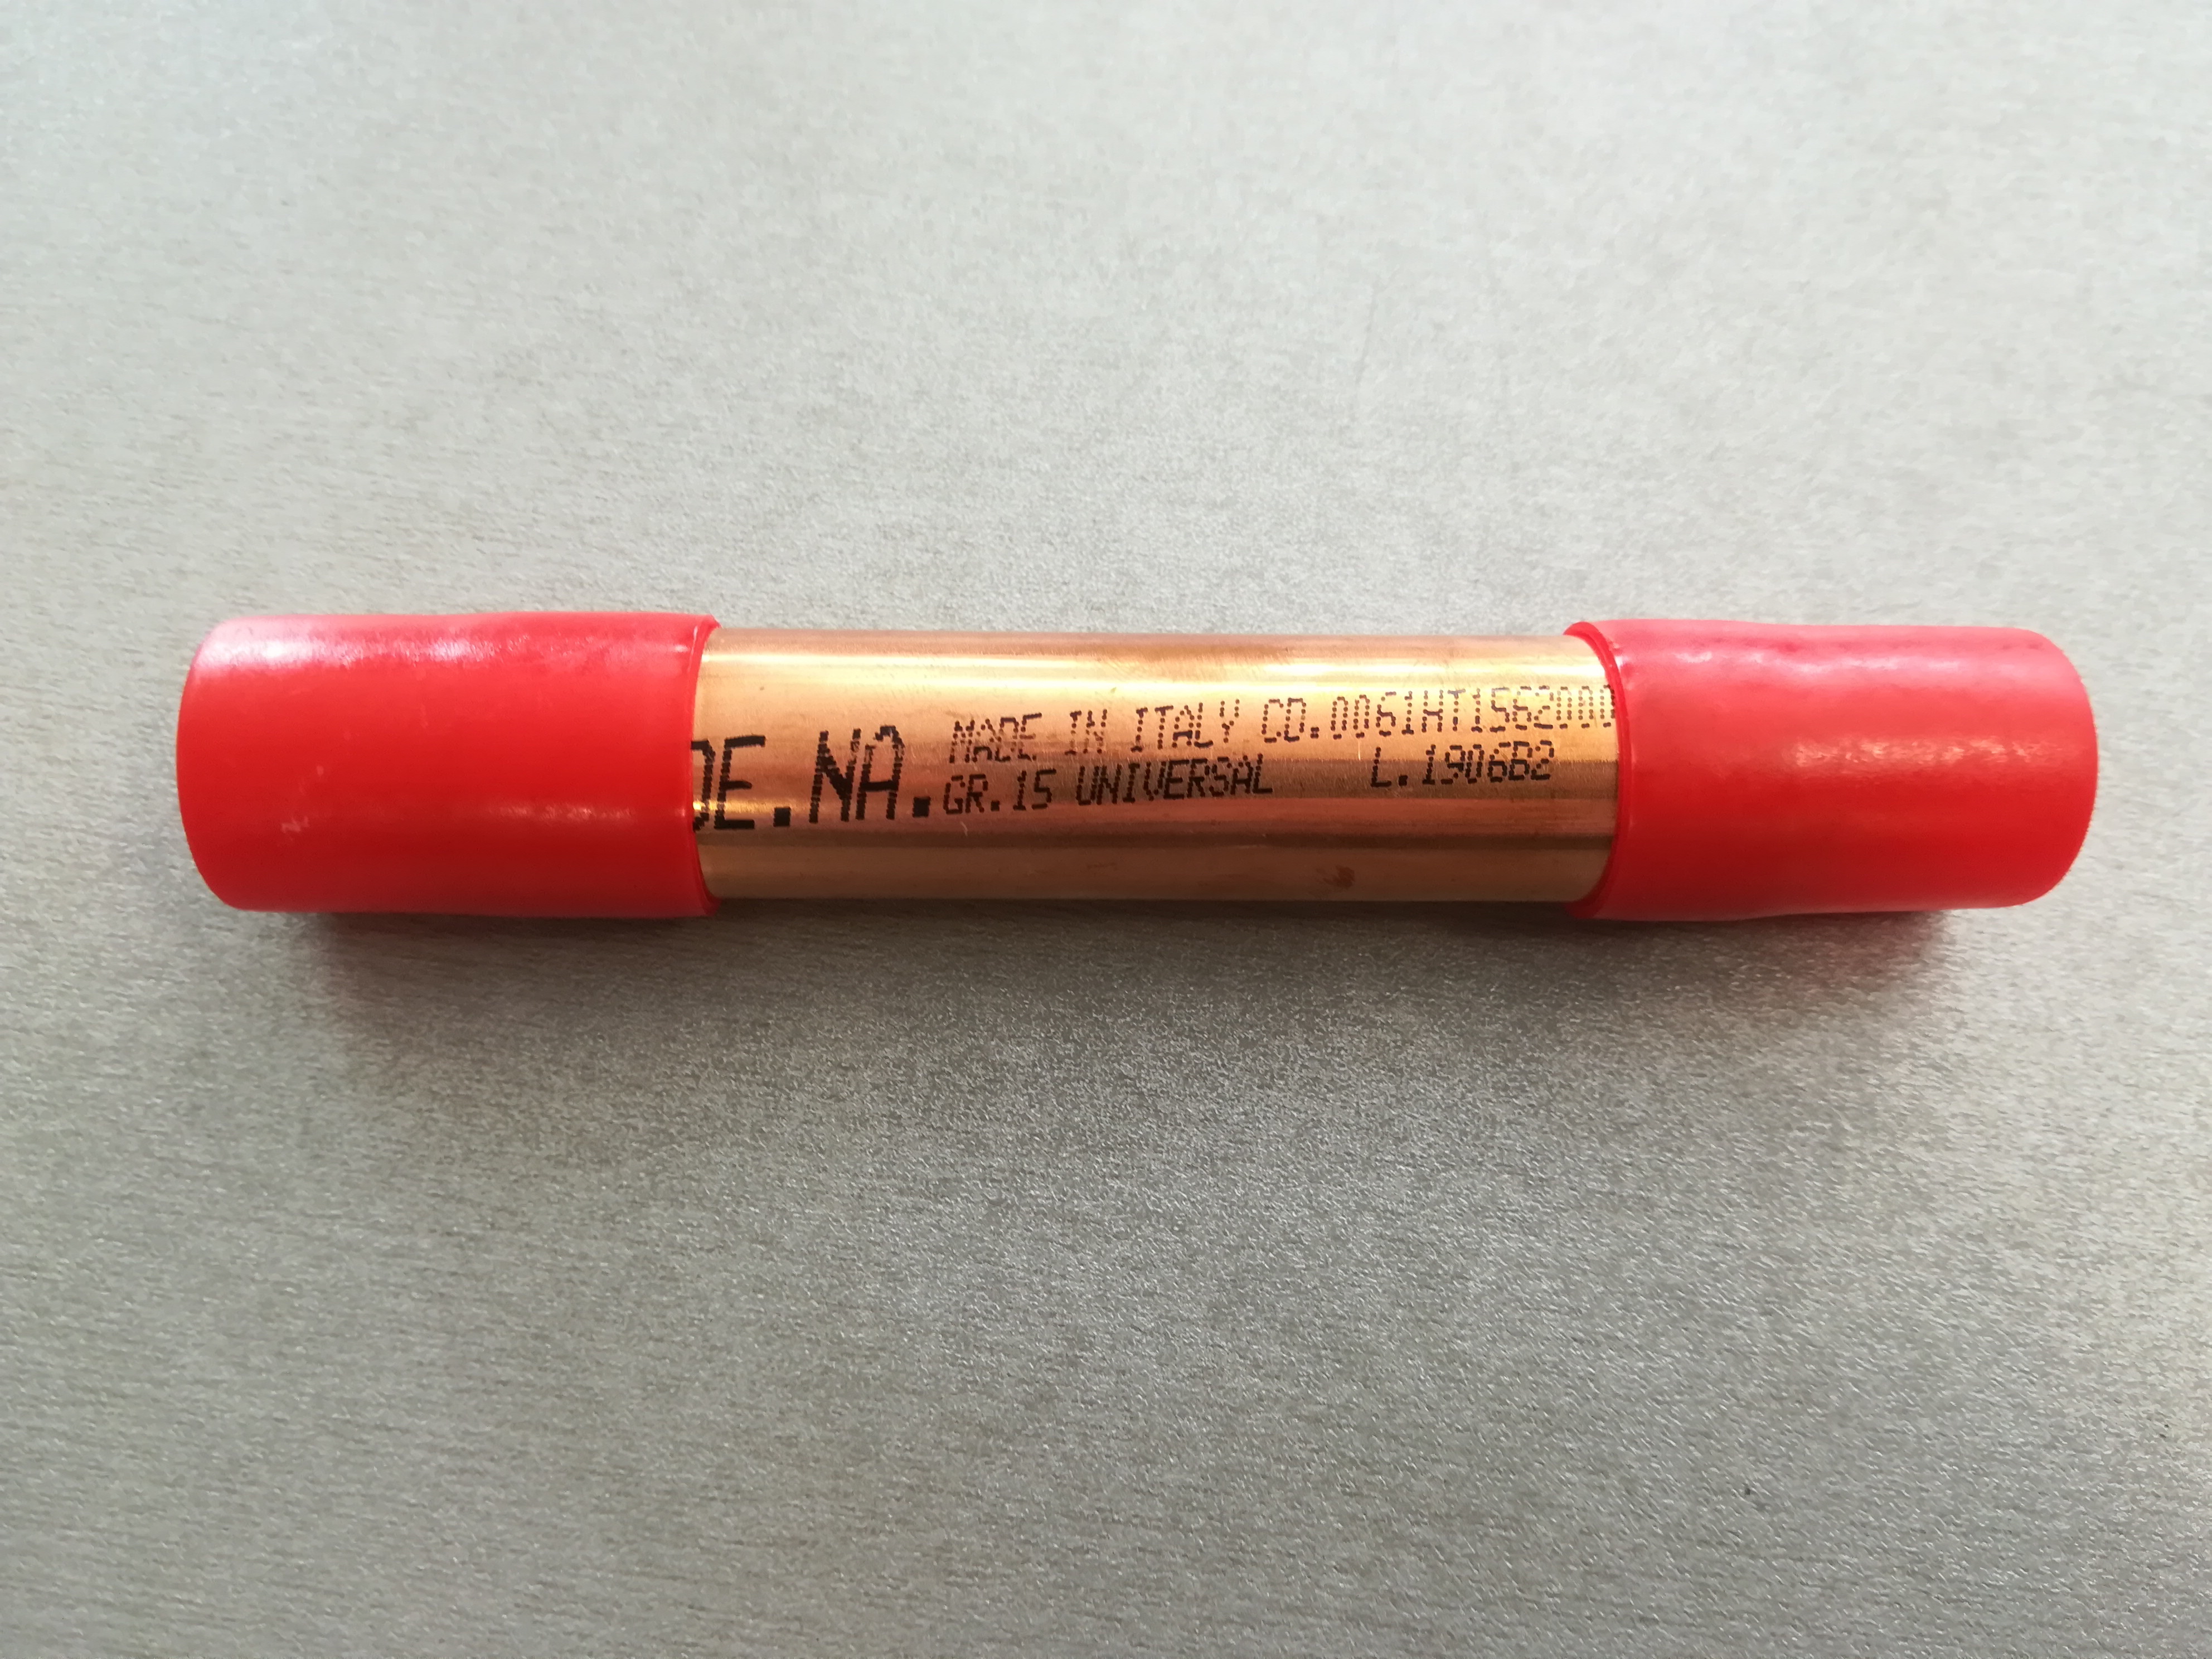 DE.NA.
MADE IN ITALY CD.0061HT1562000
GR.15 UNIVERSAL L.1906B2